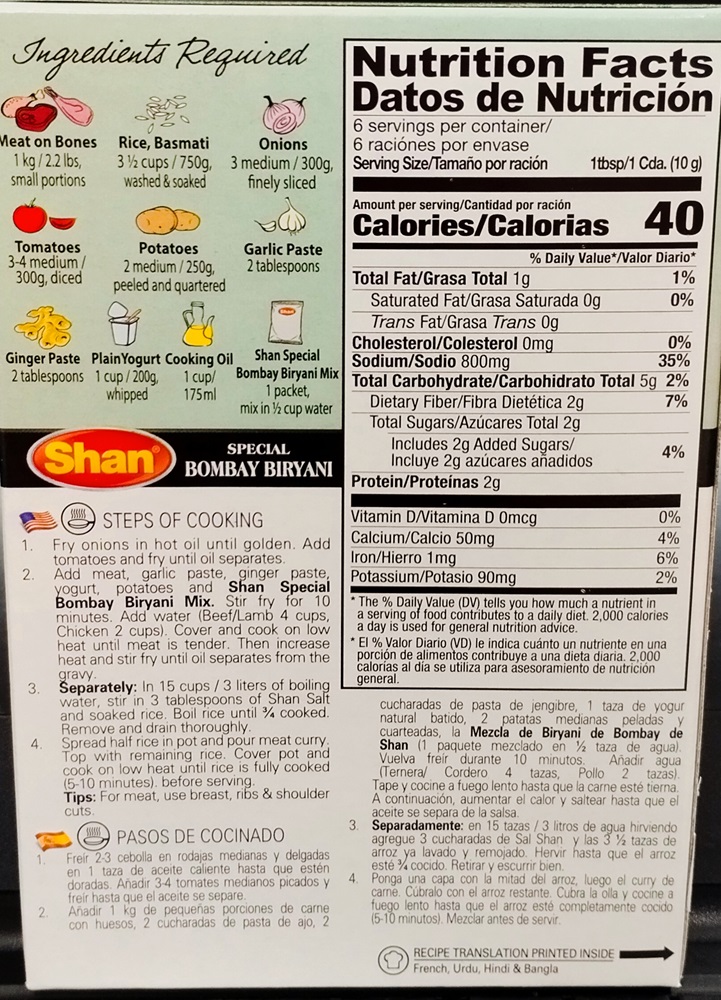 Ingredients Required
Meat on Bones
1 kg / 2.2 lbs,
small portions
Rice, Basmati
3 ½ cups / 750g,
washed & soaked
Onions
3 medium / 300g,
finely sliced
Tomatoes
3-4 medium /
300g, diced
Potatoes
2 medium / 250g,
peeled and quartered
Garlic Paste
2 tablespoons
Ginger Paste
2 tablespoons
Plain Yogurt
1 cup / 200g,
whipped
Cooking Oil
1 cup/
175ml
Shan
Shan Special
Bombay Biryani Mix
1 packet,
mix in ½ cup water
Shan®
SPECIAL
BOMBAY BIRYANI
STEPS OF COOKING
1. Fry onions in hot oil until golden. Add
tomatoes and fry until oil separates.
2. Add meat, garlic paste, ginger paste,
yogurt, potatoes and Shan Special
Bombay Biryani Mix. Stir fry for 10
minutes. Add water (Beef/Lamb 4 cups,
Chicken 2 cups). Cover and cook on low
heat until meat is tender. Then increase
heat and stir fry until oil separates from the
gravy.
3. Separately: In 15 cups / 3 liters of boiling
water, stir in 3 tablespoons of Shan Salt
and soaked rice. Boil rice until ¾ cooked.
Remove and drain thoroughly.
4. Spread half rice in pot and pour meat curry.
Top with remaining rice. Cover pot and
cook on low heat until rice is fully cooked
(5-10 minutes). before serving.
Tips: For meat, use breast, ribs & shoulder
cuts.
PASOS DE COCINADO
1. Freir 2-3 cebolla en rodajas medianas y delgadas
en 1 taza de aceite caliente hasta que estén
doradas. Añadir 3-4 tomates medianos picados y
freír hasta que el aceite se separe.
2. Añadir 1 kg de pequeñas porciones de carne
con huesos, 2 cucharadas de pasta de ajo, 2
Nutrition Facts
Datos de Nutrición
6 servings per container/
6 raciónes por envase
Serving Size/Tamaño por ración 1tbsp/1 Cda. (10 g)
Amount per serving/Cantidad por ración
Calories/Calorias 40
% Daily Value*/Valor Diario*
Total Fat/Grasa Total 1g 1%
Saturated Fat/Grasa Saturada 0g 0%
Trans Fat/Grasa Trans 0g
Cholesterol/Colesterol 0mg 0%
Sodium/Sodio 800mg 35%
Total Carbohydrate/Carbohidrato Total 5g 2%
Dietary Fiber/Fibra Dietética 2g 7%
Total Sugars/Azúcares Total 2g
Includes 2g Added Sugars/
Incluye 2g azúcares añadidos 4%
Protein/Proteínas 2g
Vitamin D/Vitamina D 0mcg 0%
Calcium/Calcio 50mg 4%
Iron/Hierro 1mg 6%
Potassium/Potasio 90mg 2%
* The % Daily Value (DV) tells you how much a nutrient in
a serving of food contributes to a daily diet. 2,000 calories
a day is used for general nutrition advice.
* El % Valor Diario (VD) le indica cuánto un nutriente en una
porción de alimentos contribuye a una dieta diaria. 2,000
calorias al día se utiliza para asesoramiento de nutrición
general.
cucharadas de pasta de jengibre, 1 taza de yogur
natural batido, 2 patatas medianas peladas y
cuarteadas, la Mezcla de Biryani de Bombay de
Shan (1 paquete mezclado en ½ taza de agua).
Vuelva freír durante 10 minutos. Añadir agua
(Ternera/ Cordero 4 tazas, Pollo 2 tazas).
Tape y cocine a fuego lento hasta que la carne esté tierna.
A continuación, aumentar el calor y saltear hasta que el
aceite se separa de la salsa.
3. Separadamente: en 15 tazas / 3 litros de agua hirviendo
agregue 3 cucharadas de Sal Shan y las 3 ½ tazas de
arroz ya lavado y remojado. Hervir hasta que el arroz
esté ¾ cocido. Retirar y escurrir bien.
4. Ponga una capa con la mitad del arroz, luego el curry de
carne. Cúbralo con el arroz restante. Cubra la olla y cocine a
fuego lento hasta que el arroz esté completamente cocido
(5-10 minutos). Mezclar antes de servir.
RECIPE TRANSLATION PRINTED INSIDE
French, Urdu, Hindi & Bangla